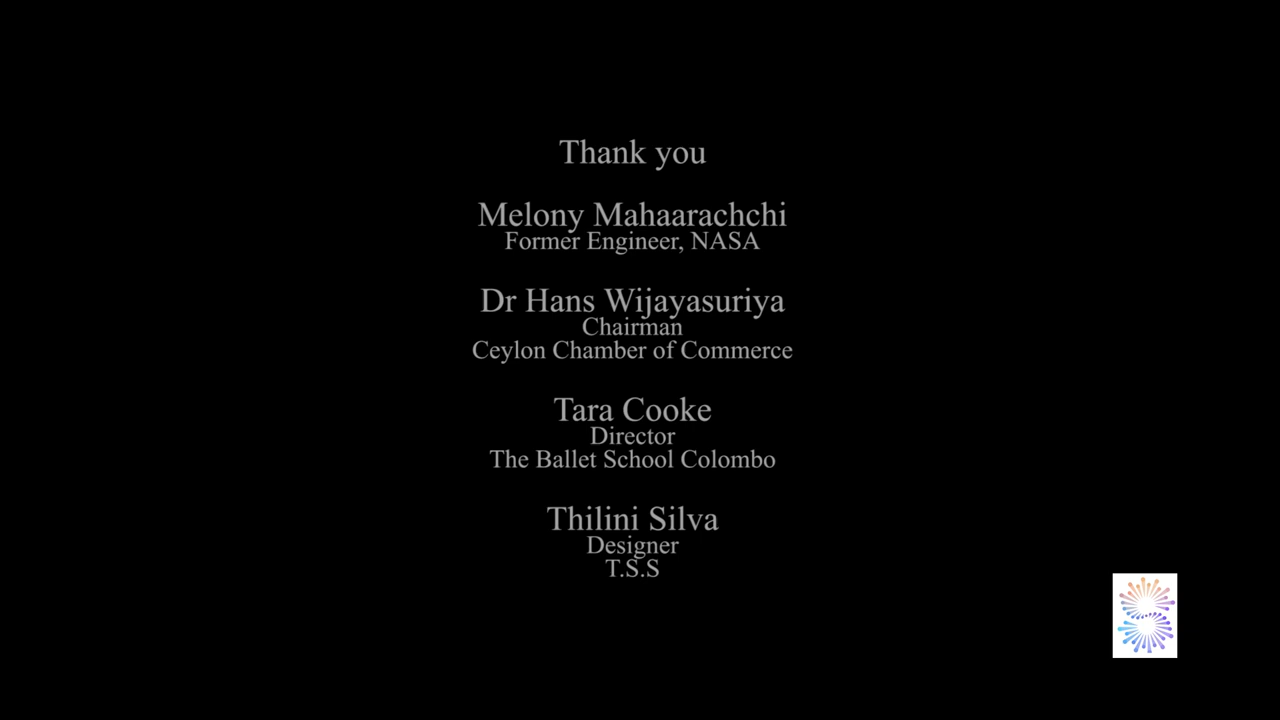 Thank you
Melony Mahaarachchi
Former Engineer, NASA
Dr Hans Wijayasuriya
Chairman
Ceylon Chamber of Commerce
Tara Cooke
Director
The Ballet School Colombo
Thilini Silva
Designer
T.S.S